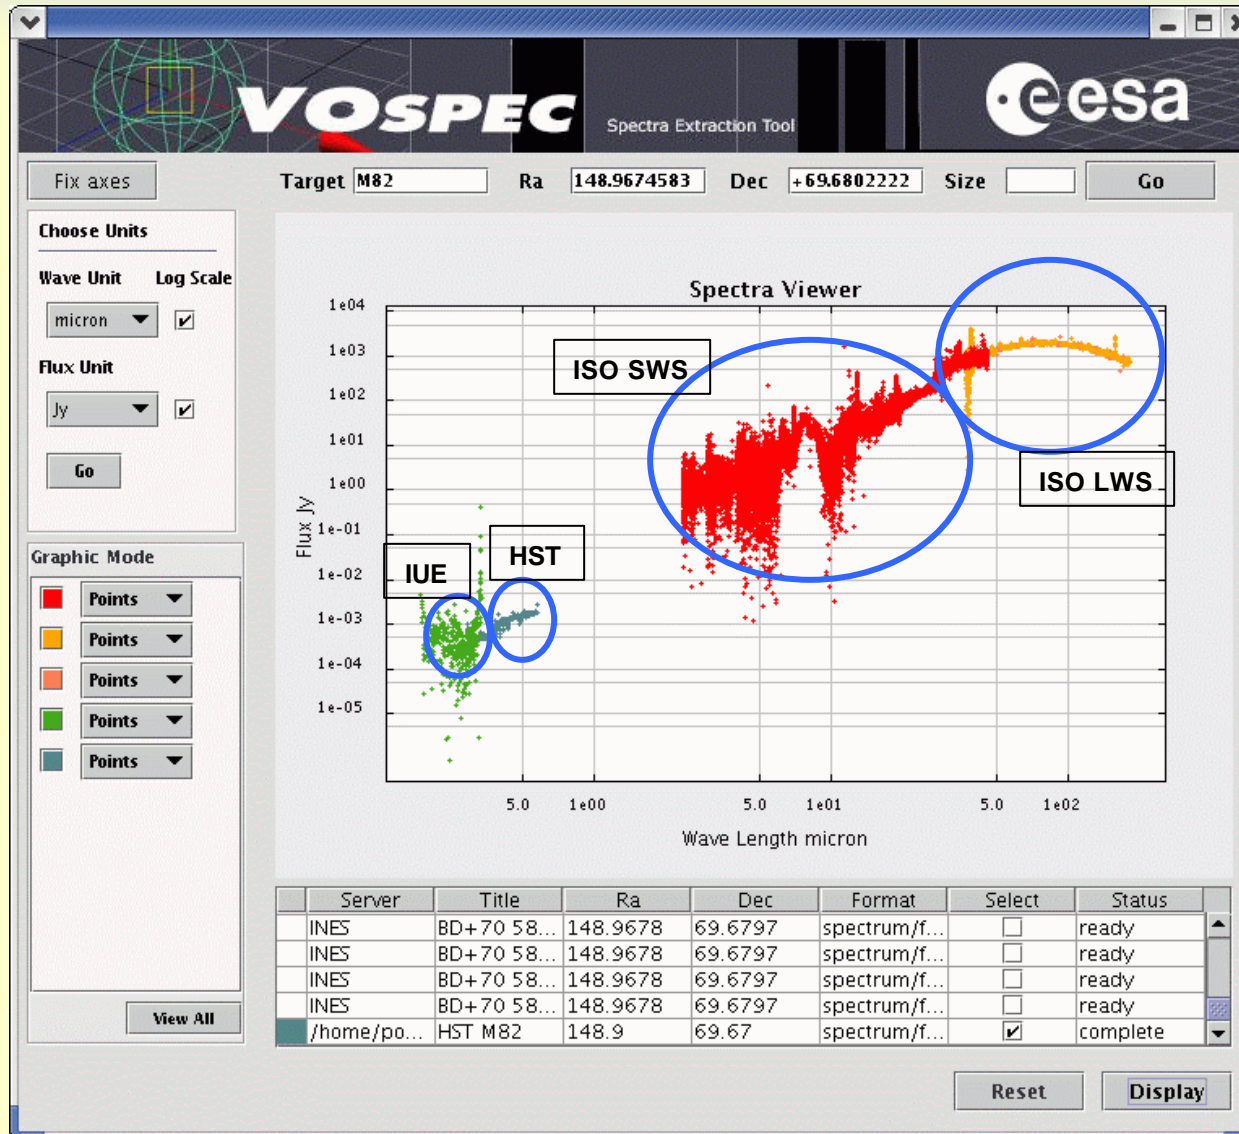 VOSPEC Spectra Extraction Tool esa
Fix axes Target M82 Ra 148.9674583 Dec +69.6802222 Size Go
Choose Units
Wave Unit Log Scale
micron
Flux Unit
Jy
Go
Graphic Mode
Points
Points
Points
Points
Points
View All
Spectra Viewer
1e04
1e03
1e02
1e01
1e00
1e-01
1e-02
1e-03
1e-04
1e-05
Flux Jy
ISO SWS
ISO LWS
IUE
HST
5.0 1e00 5.0 1e01 5.0 1e02
Wave Length micron
Server Title Ra Dec Format Select Status
INES BD+70 58... 148.9678 69.6797 spectrum/f... ready
INES BD+70 58... 148.9678 69.6797 spectrum/f... ready
INES BD+70 58... 148.9678 69.6797 spectrum/f... ready
INES BD+70 58... 148.9678 69.6797 spectrum/f... ready
/home/po... HST M82 148.9 69.67 spectrum/f... complete
Reset Display